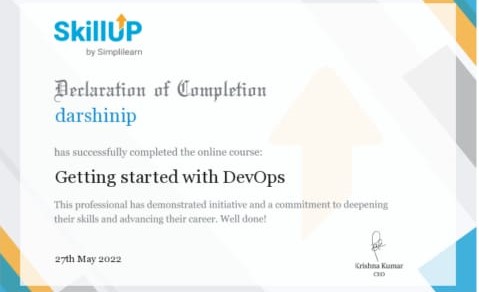 SkillUP
by Simplilearn
Declaration of Completion
darshinip
has successfully completed the online course:
Getting started with DevOps
This professional has demonstrated initiative and a commitment to deepening
their skills and advancing their career. Well done!
27th May 2022
Krishna Kumar
CEO